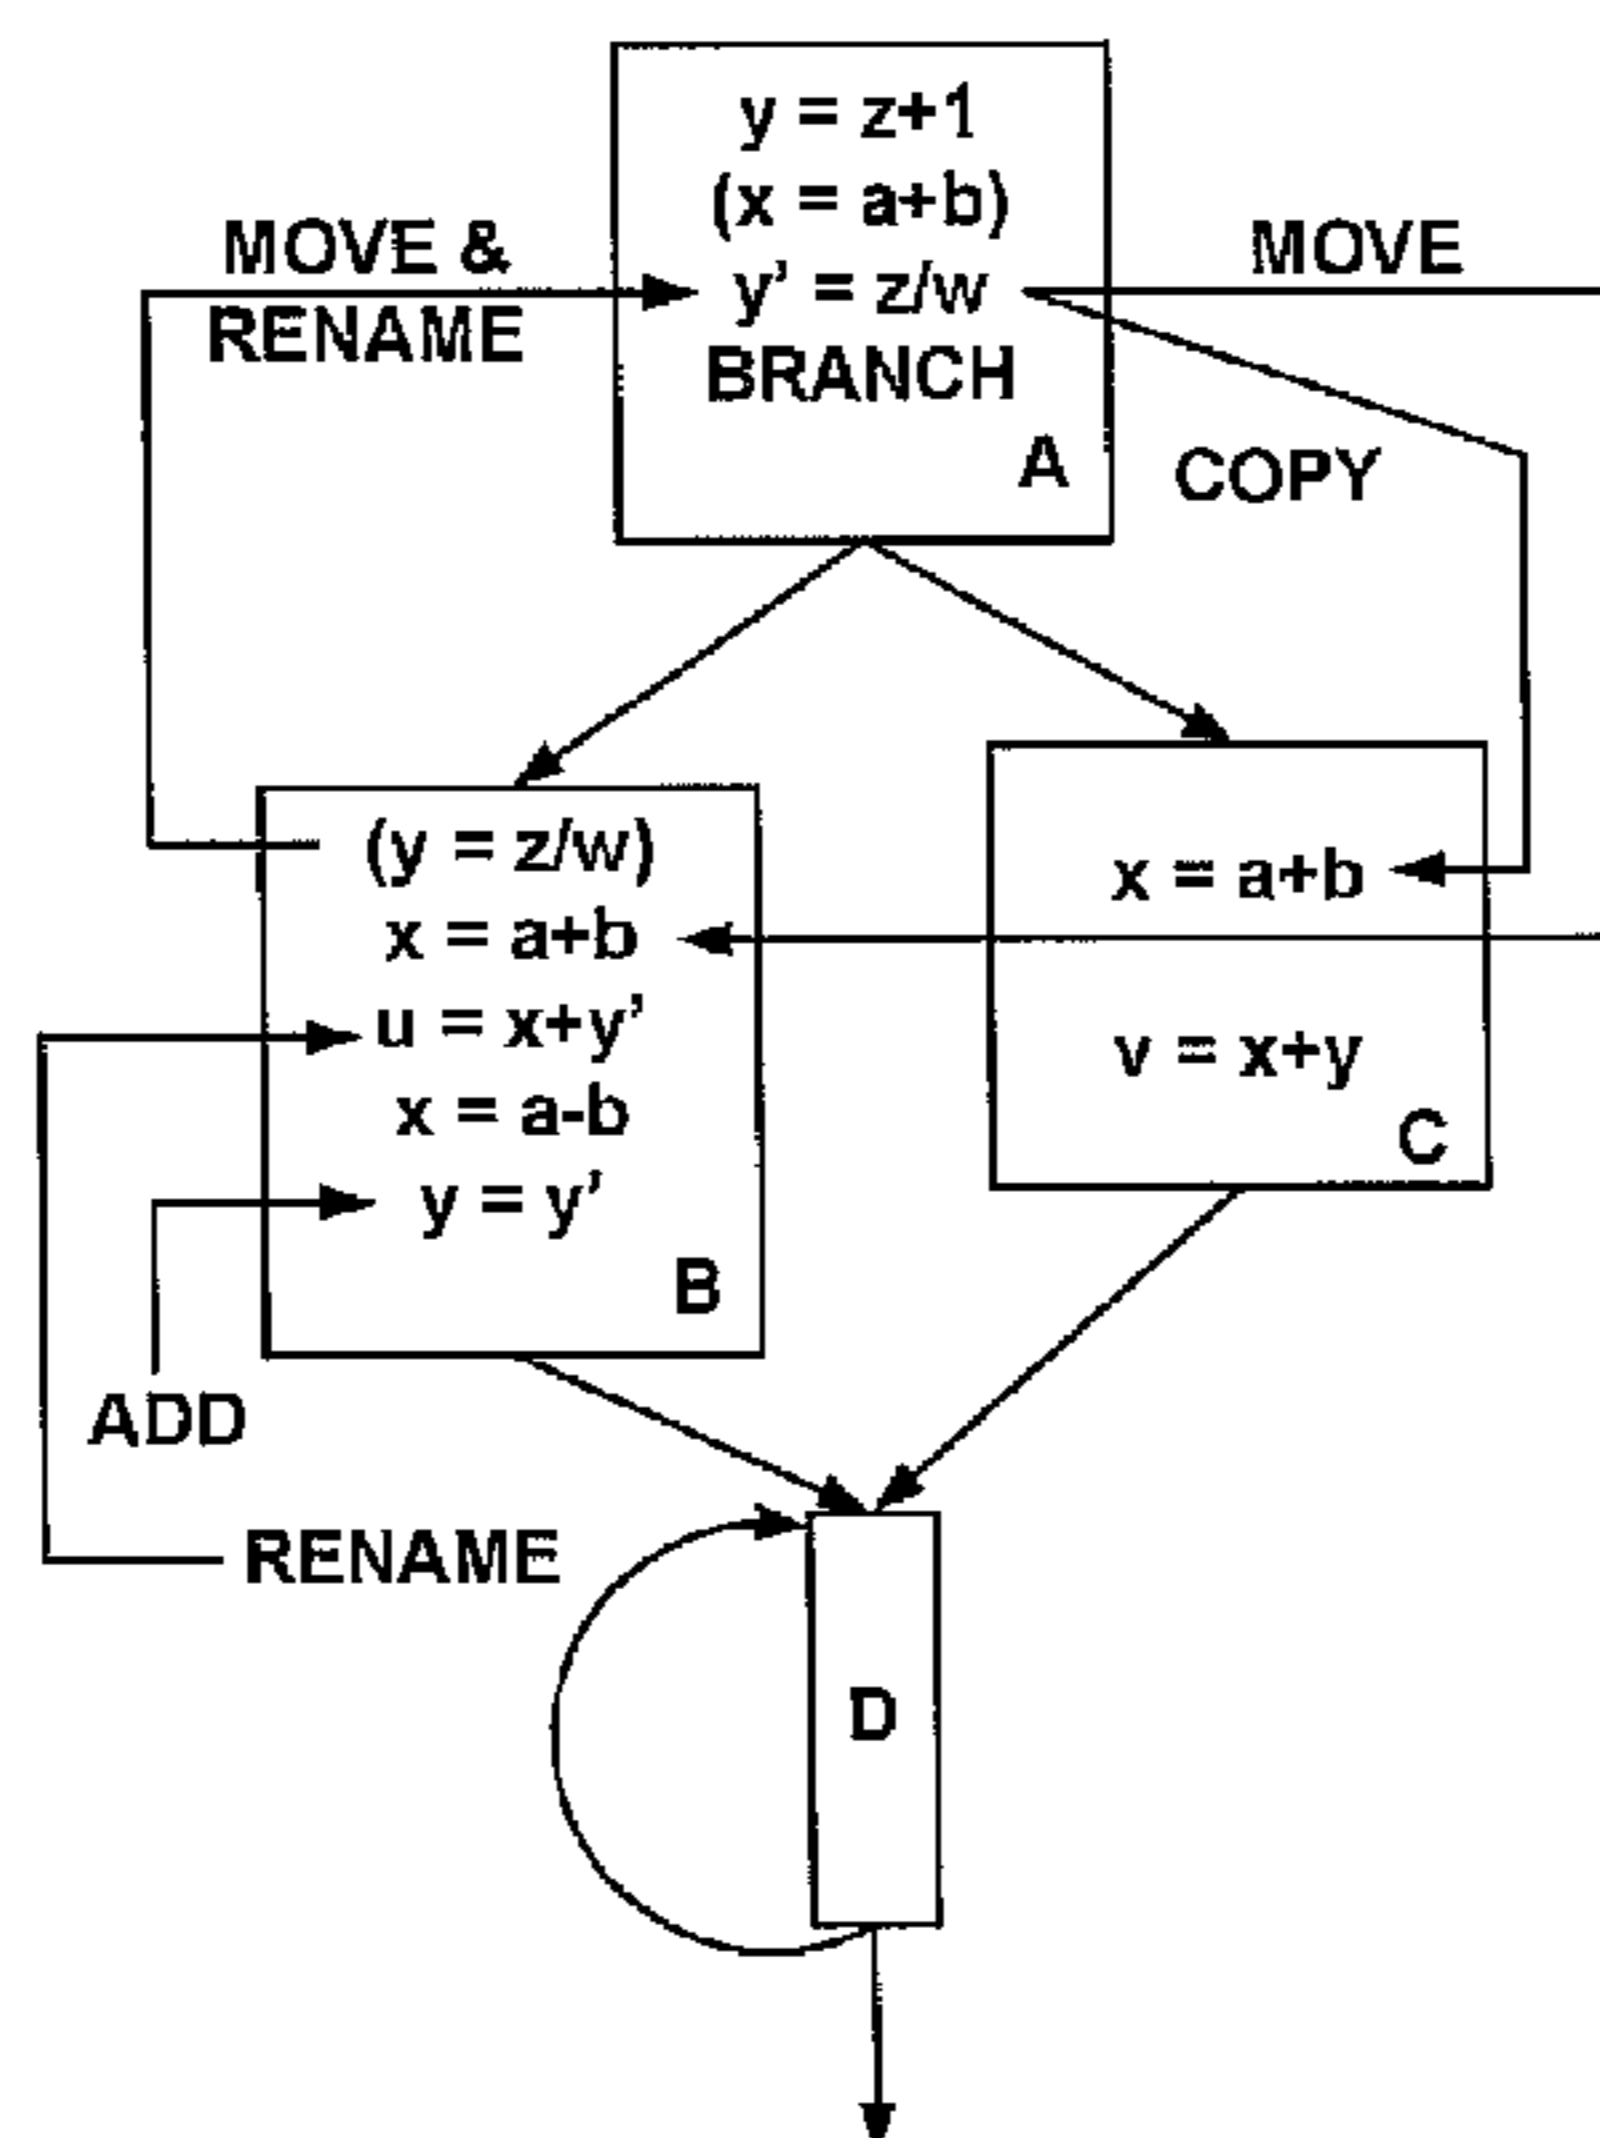 y = z+1
(x = a+b)
y' = z/w
BRANCH
A
MOVE &
RENAME
MOVE
COPY
(y = z/w)
x = a+b
u = x+y'
x = a-b
y = y'
B
x = a+b
v = x+y
C
ADD
RENAME
D